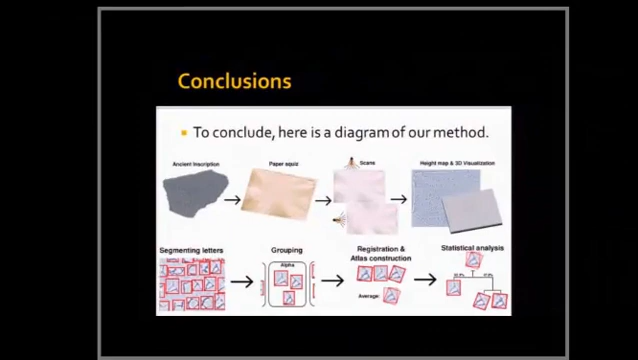 Conclusions
To conclude, here is a diagram of our method.
Ancient Inscription
Paper squiz
Scans
Height map & 3D Visualization
Segmenting letters
Grouping
Registration &
Atlas construction
Statistical analysis
Alpha
Average: